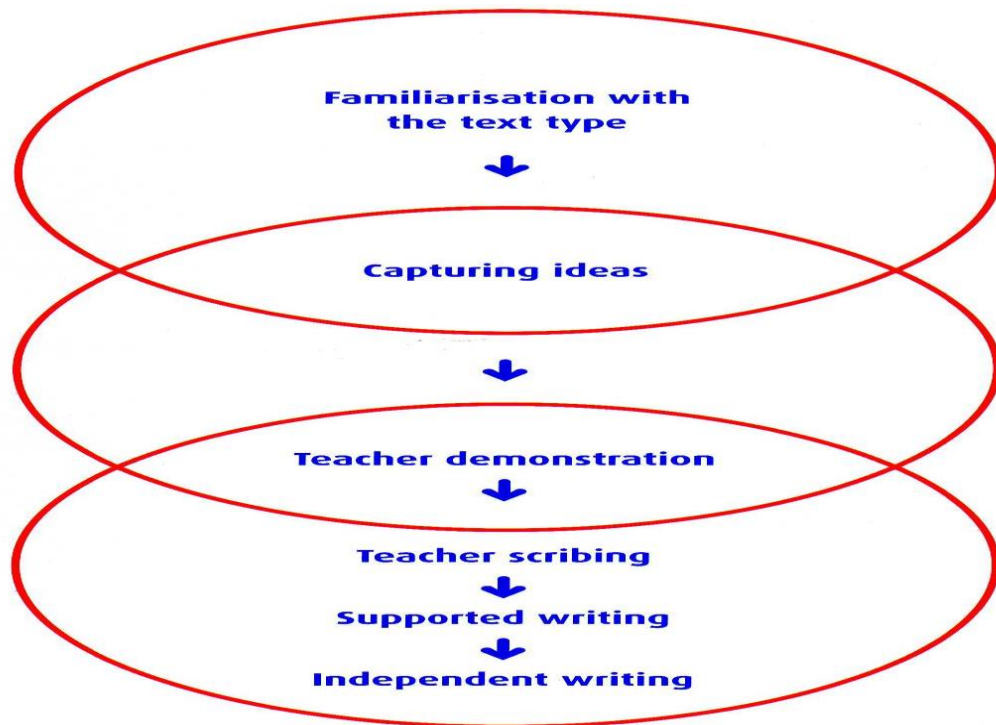 Familiarisation with
the text type
Capturing ideas
Teacher demonstration
Teacher scribing
Supported writing
Independent writing